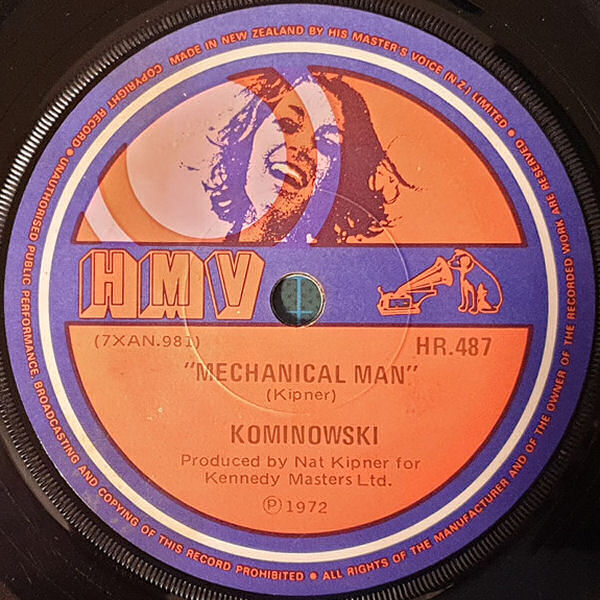 MADE IN NEW ZEALAND BY HIS MASTER'S VOICE (N Z) LIMITED • ALL RIGHTS OF THE MANUFACTURER AND OF THE OWNER OF THE RECORDED WORK ARE RESERVED •
COPYRIGHT RECORD • UNAUTHORISED PUBLIC PERFORMANCE, BROADCASTING AND COPYING OF THIS RECORD PROHIBITED •
HMV
(7XAN.981)
HR.487
"MECHANICAL MAN"
(Kipner)
KOMINOWSKI
Produced by Nat Kipner for
Kennedy Masters Ltd.
Ⓟ1972